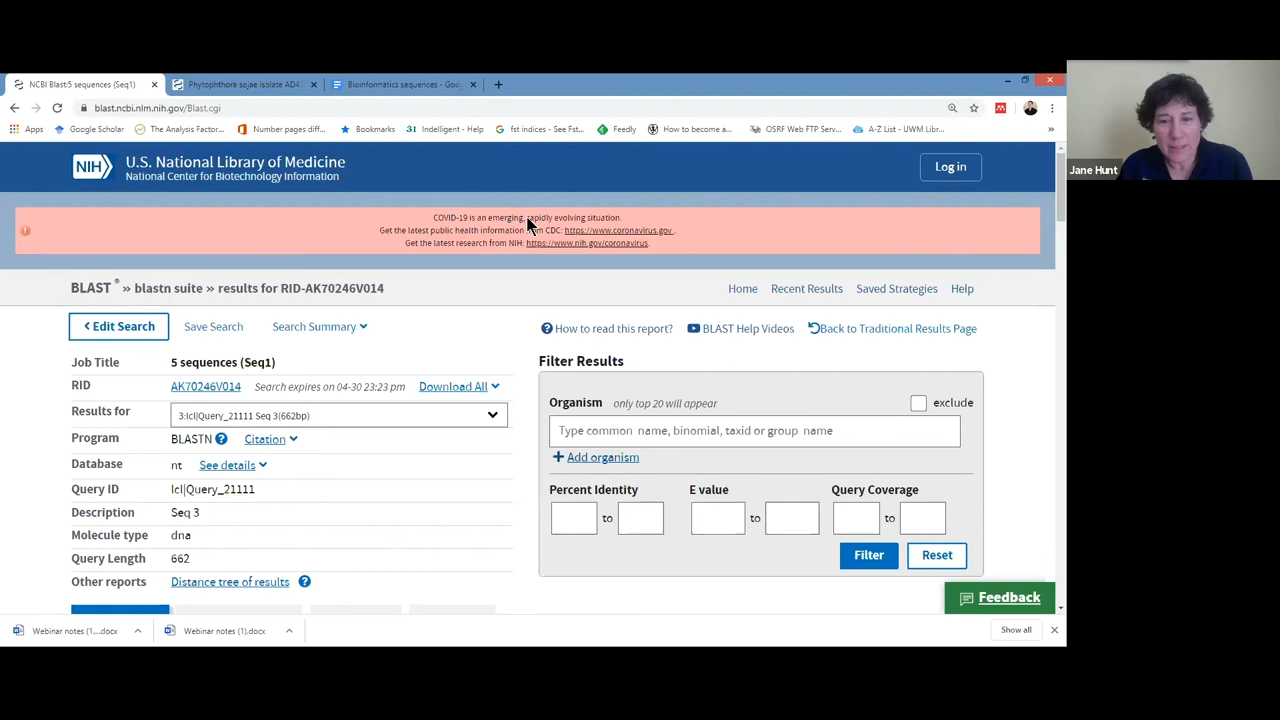 NCBI Blast:5 sequences (Seq1)
Phytophthora sojae isolate AD4
Bioinformatics sequences - Goo
blast.ncbi.nlm.nih.gov/Blast.cgi
Apps
Google Scholar
The Analysis Factor...
Number pages diff...
Bookmarks
Indelligent - Help
fst indices - See Fst...
Feedly
How to become a...
OSRF Web FTP Serv...
A-Z List - UWM Libr...
»
NIH
U.S. National Library of Medicine
National Center for Biotechnology Information
Log in
COVID-19 is an emerging, rapidly evolving situation.
Get the latest public health information from CDC: https://www.coronavirus.gov .
Get the latest research from NIH: https://www.nih.gov/coronavirus.
BLAST ® » blastn suite » results for RID-AK70246V014
Home
Recent Results
Saved Strategies
Help
Edit Search
Save Search
Search Summary
How to read this report?
BLAST Help Videos
Back to Traditional Results Page
Job Title
5 sequences (Seq1)
RID
AK70246V014
Search expires on 04-30 23:23 pm
Download All
Results for
3:lcl|Query_21111 Seq 3(662bp)
Program
BLASTN
Citation
Database
nt
See details
Query ID
lcl|Query_21111
Description
Seq 3
Molecule type
dna
Query Length
662
Other reports
Distance tree of results
Filter Results
Organism
only top 20 will appear
exclude
Type common name, binomial, taxid or group name
+ Add organism
Percent Identity
E value
Query Coverage
to
to
to
Filter
Reset
Feedback
Webinar notes (1....docx
Webinar notes (1).docx
Show all
Jane Hunt